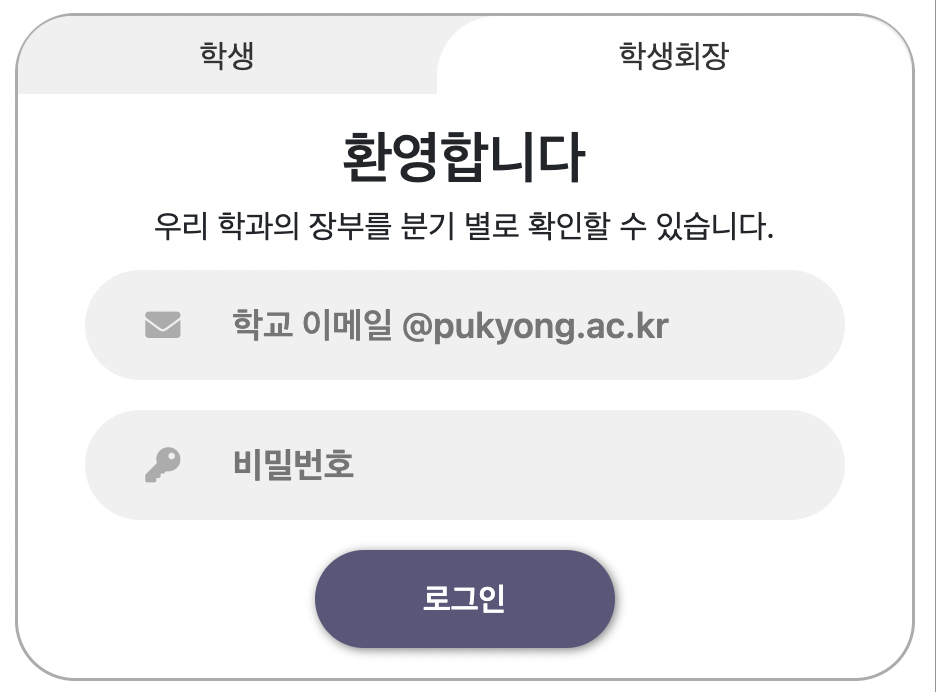 학생
학생회장
환영합니다
우리 학과의 장부를 분기 별로 확인할 수 있습니다.
학교 이메일 @pukyong.ac.kr
비밀번호
로그인